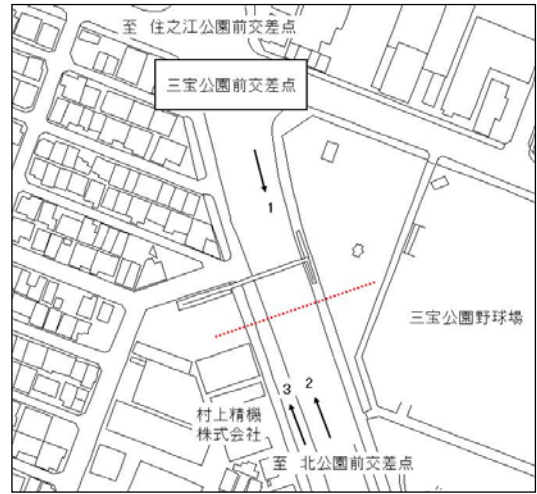 至 住之江公園前交差点
三宝公園前交差点
1
三宝公園野球場
3
2
村上精機
株式会社
至 北公園前交差点